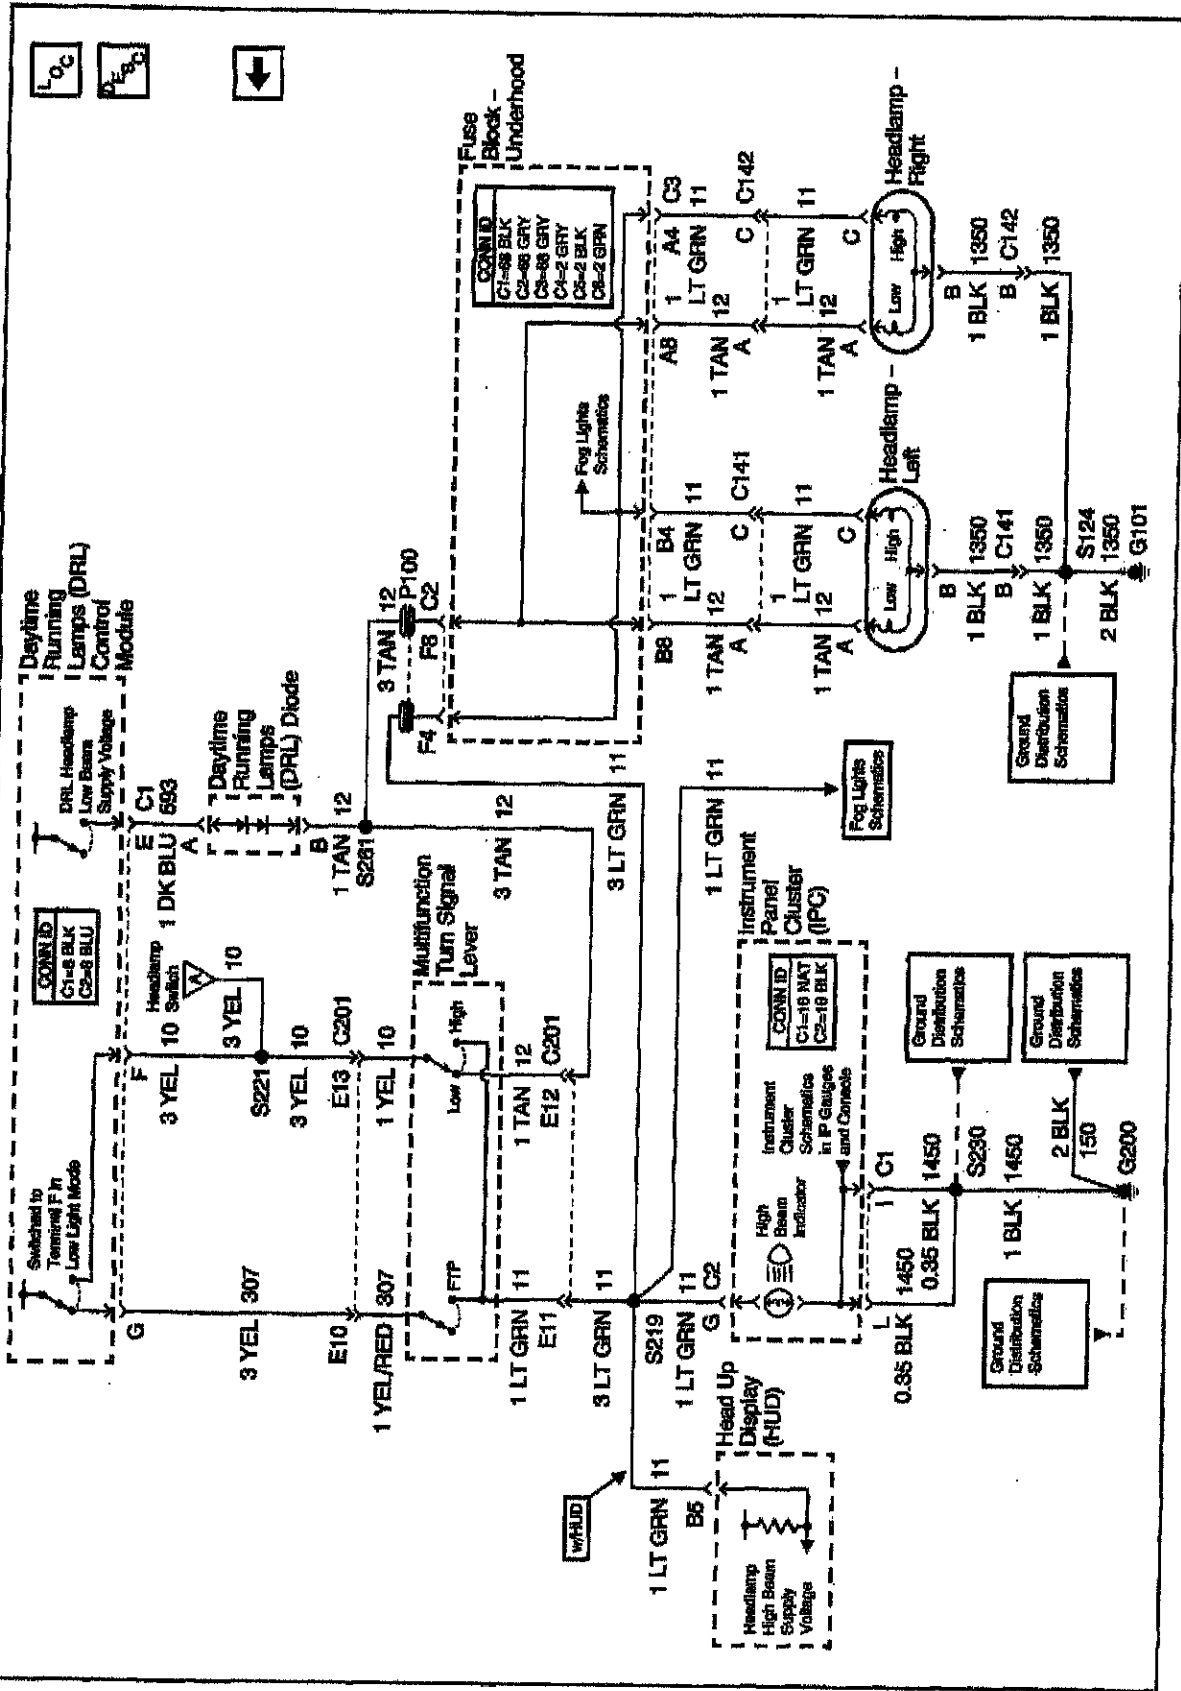 LOC
DESC
Daytime
Running
Lamps (DRL)
Control
Module
Switched to
Terminal F in
Low Light Mode
CONN ID
C1=8 BLK
C2=8 BLU
DRL Headlamp
Low Beam
Supply Voltage
G
F
E
C1
3 YEL 307
3 YEL 10
Headlamp
Switch
A
3 YEL 10
S221
3 YEL 10
1 DK BLU 593
A
Daytime
Running
Lamps
(DRL) Diode
B
1 TAN 12
S261
3 TAN 12
P100
F4
F8
C2
E10
E13
C201
1 YEL/RED 307
1 YEL 10
Multifunction
Turn Signal
Lever
FTP
Low
High
3 TAN 12
1 LT GRN 11
1 TAN 12
E11
E12
C201
3 LT GRN 11
3 LT GRN 11
Fuse
Block –
Underhood
CONN ID
C1=68 BLK
C2=68 GRY
C3=68 GRY
C4=2 GRY
C5=2 BLK
C6=2 GRN
Fog Lights
Schematics
B8
B4
A8
A4
C3
1 TAN 12
1 LT GRN 11
1 TAN 12
1 LT GRN 11
A
C
C141
A
C
C142
1 TAN 12
1 LT GRN 11
1 TAN 12
1 LT GRN 11
A
C
A
C
Low
High
Headlamp –
Left
Low
High
Headlamp –
Right
B
1 BLK 1350
B
C141
1 BLK 1350
B
1 BLK 1350
B
C142
1 BLK 1350
S124
2 BLK 1350
G101
Ground
Distribution
Schematics
w/HUD
S219
1 LT GRN 11
1 LT GRN 11
Fog Lights
Schematics
1 LT GRN 11
B5
G
C2
Head Up
Display
(HUD)
Headlamp
High Beam
Supply
Voltage
Instrument
Panel
Cluster
(IPC)
High
Beam
Indicator
Instrument
Cluster
Schematics
in IP Gauges
and Console
CONN ID
C1=16 NAT
C2=16 BLK
L
I
C1
0.35 BLK 1450
0.35 BLK 1450
S230
1 BLK 1450
Ground
Distribution
Schematics
Ground
Distribution
Schematics
2 BLK
150
G200
Ground
Distribution
Schematics